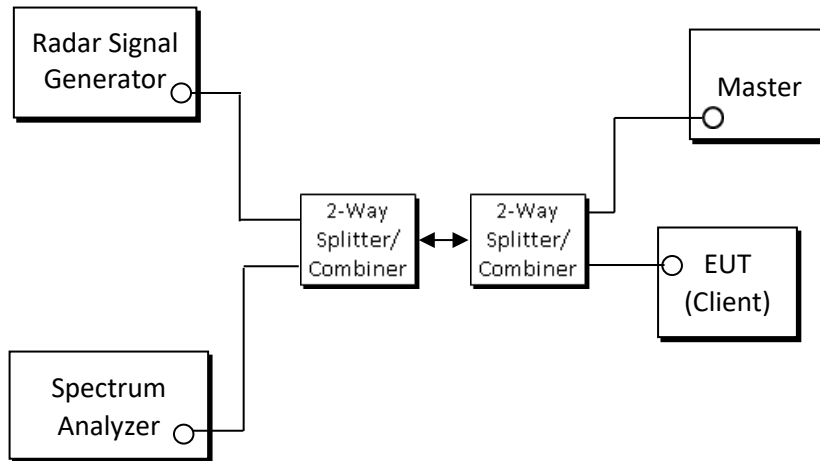 Radar Signal
Generator
Master
2-Way
Splitter/
Combiner
2-Way
Splitter/
Combiner
EUT
(Client)
Spectrum
Analyzer